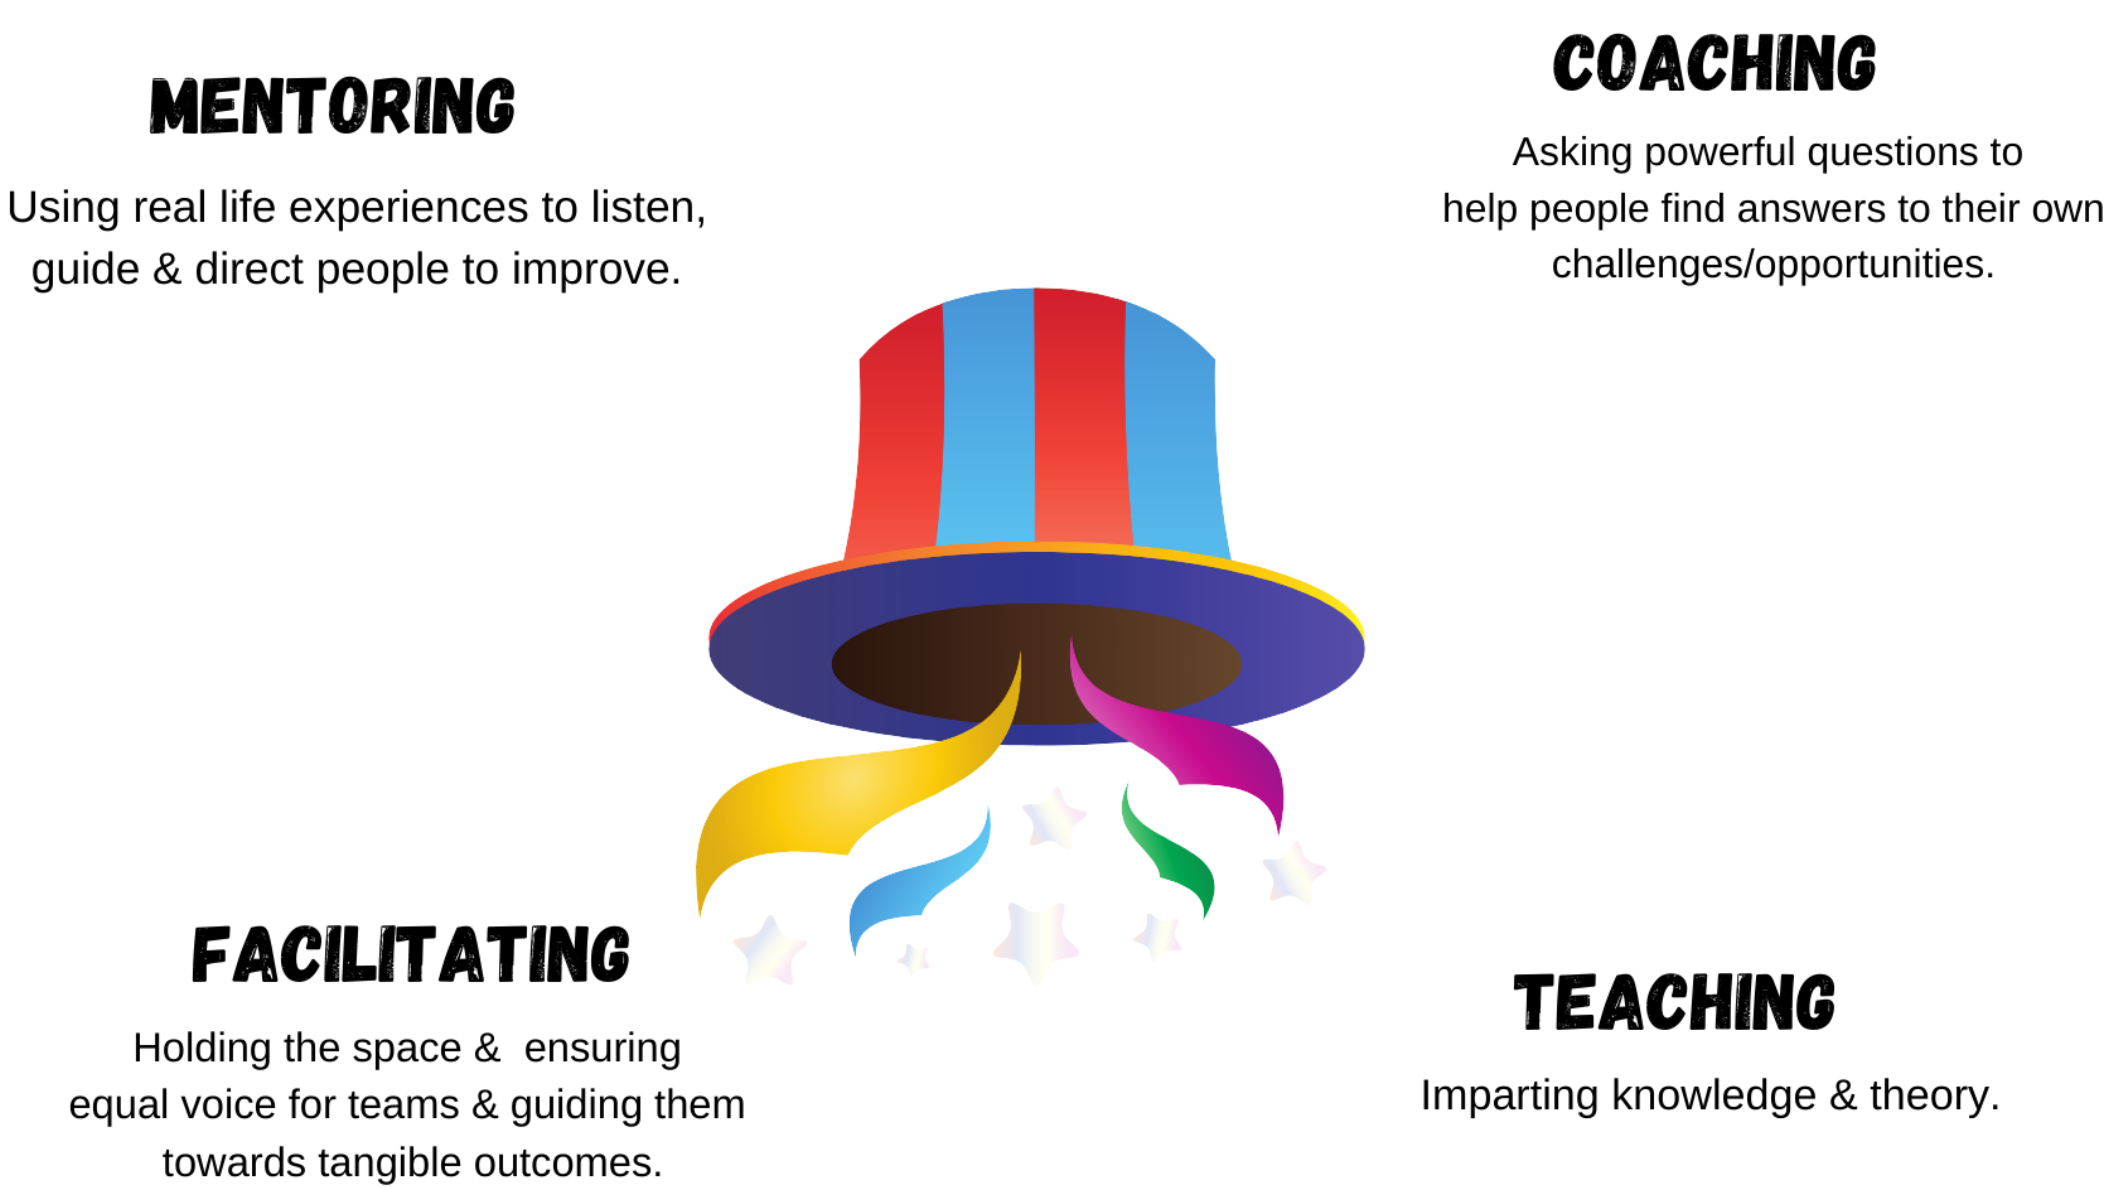 MENTORING
Using real life experiences to listen,
guide & direct people to improve.
COACHING
Asking powerful questions to
help people find answers to their own
challenges/opportunities.
FACILITATING
Holding the space &  ensuring
equal voice for teams & guiding them
towards tangible outcomes.
TEACHING
Imparting knowledge & theory.